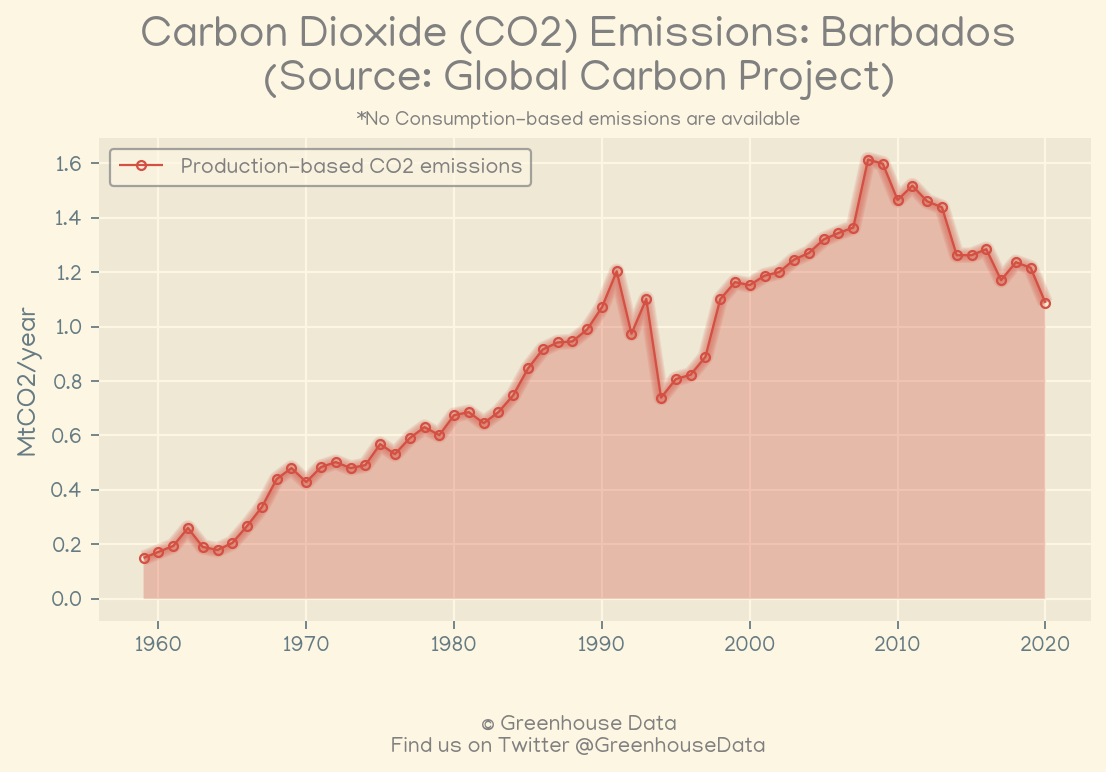 Carbon Dioxide (CO2) Emissions: Barbados
(Source: Global Carbon Project)
*No Consumption-based emissions are available
Production-based CO2 emissions
MtCO2/year
1.6
1.4
1.2
1.0
0.8
0.6
0.4
0.2
0.0
1960 1970 1980 1990 2000 2010 2020
© Greenhouse Data
Find us on Twitter @GreenhouseData